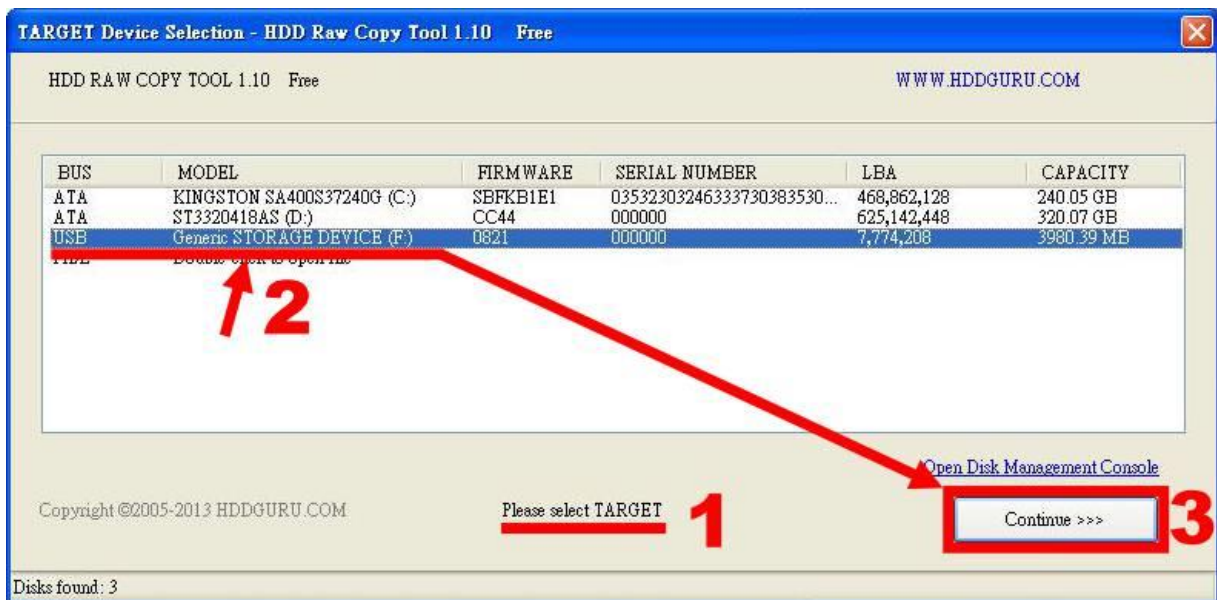 TARGET Device Selection - HDD Raw Copy Tool 1.10 Free
HDD RAW COPY TOOL 1.10 Free WWW.HDDGURU.COM
BUS MODEL FIRMWARE SERIAL NUMBER LBA CAPACITY
ATA KINGSTON SA400S37240G (C:) SBFKB1E1 035323032463337303835 30... 468,862,128 240.05 GB
ATA ST3320418AS (D:) CC44 000000 625,142,448 320.07 GB
USB Generic STORAGE DEVICE (F:) 0821 000000 7,774,208 3980.39 MB
2
Open Disk Management Console
Copyright ©2005-2013 HDDGURU.COM Please select TARGET 1 Continue >>> 3
Disks found: 3